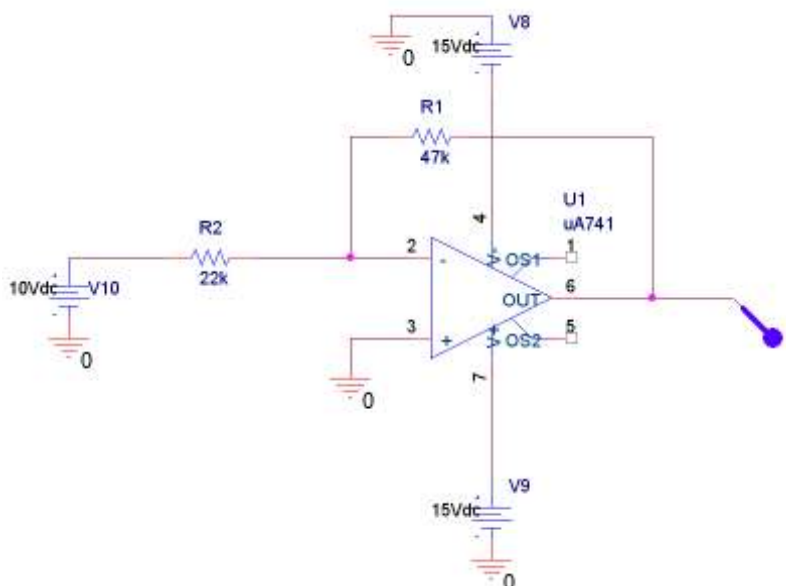 V8
15Vdc
0
R1
47k
U1
uA741
4
R2
2
V-
OS1
1
22k
-
6
10Vdc
V10
OUT
3
+
V+
OS2
5
0
7
0
V9
15Vdc
0